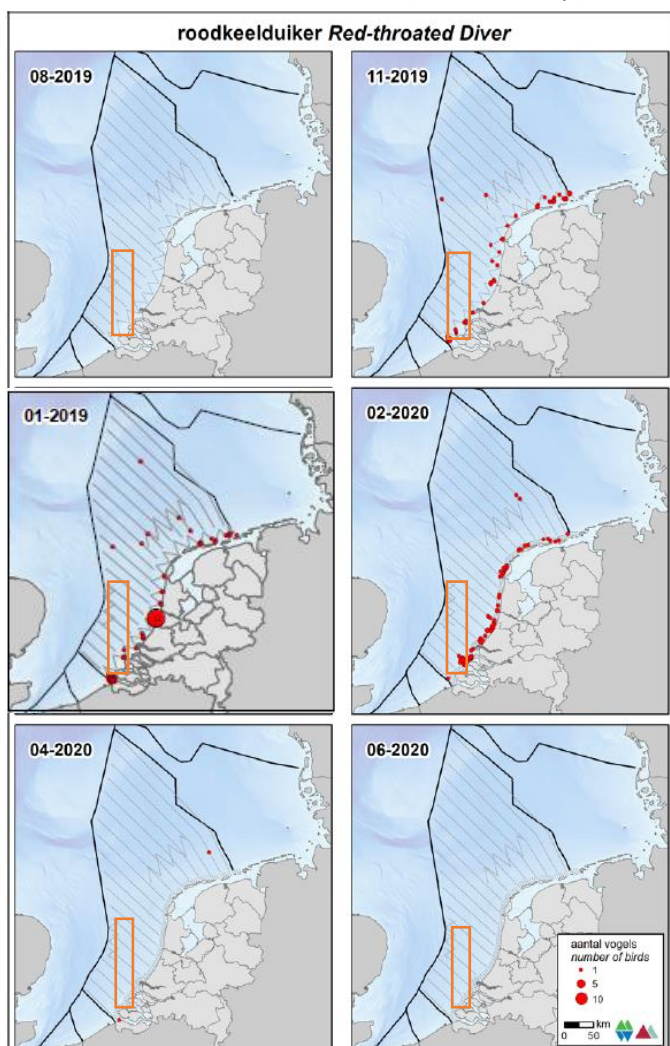 roodkeelduiker Red-throated Diver
08-2019
11-2019
01-2019
02-2020
04-2020
06-2020
aantal vogels
number of birds
1
5
10
km
0 50